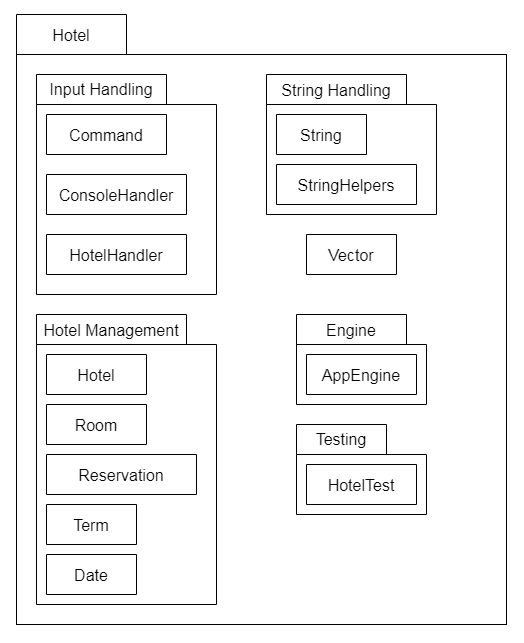 Hotel
Input Handling
Command
ConsoleHandler
HotelHandler
String Handling
String
StringHelpers
Vector
Hotel Management
Hotel
Room
Reservation
Term
Date
Engine
AppEngine
Testing
HotelTest